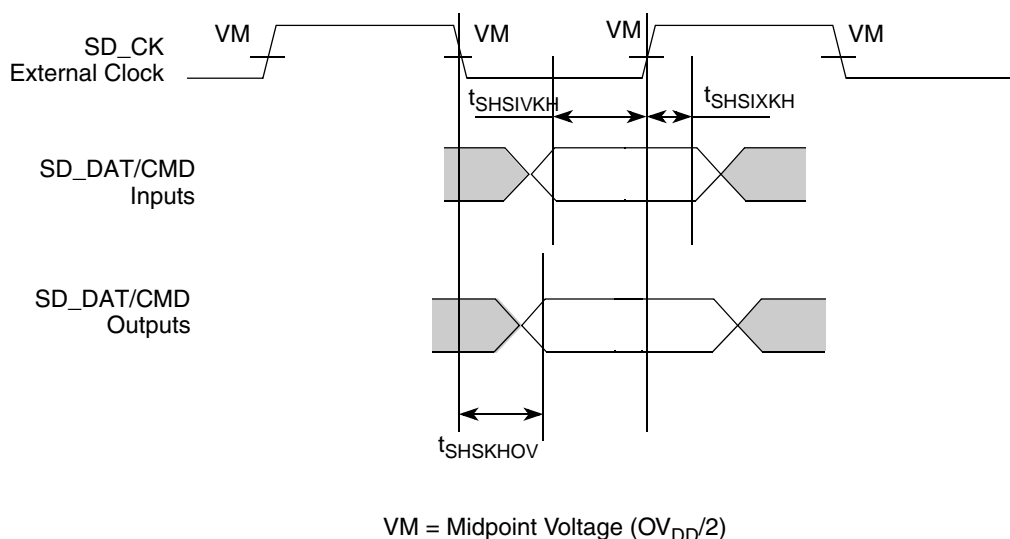 VM VM VM VM
SD_CK
External Clock
tSHSIVKH tSHSIXKH
SD_DAT/CMD
Inputs
SD_DAT/CMD
Outputs
tSHSKHOV
VM = Midpoint Voltage (OVDD/2)